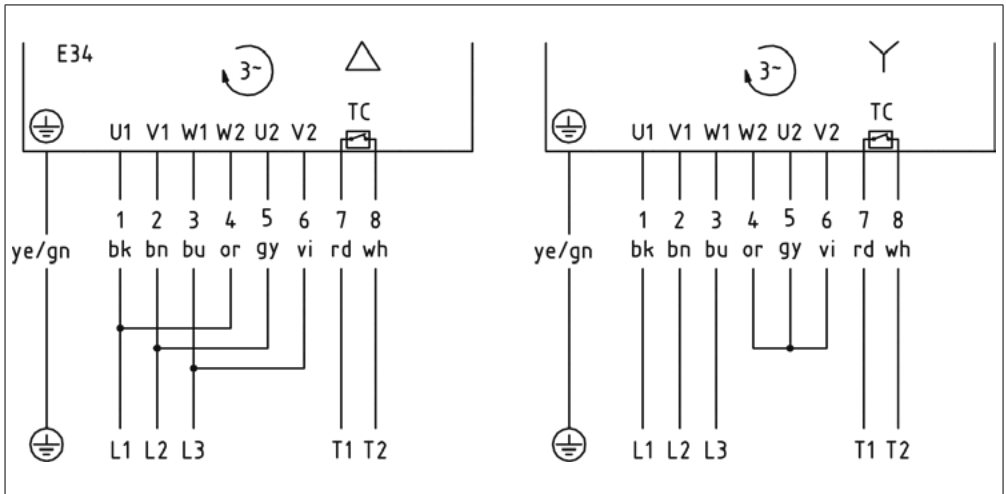 E34
3~
TC
U1 V1 W1 W2 U2 V2
1 2 3 4 5 6 7 8
ye/gn bk bn bu or gy vi rd wh
L1 L2 L3 T1 T2
3~
TC
U1 V1 W1 W2 U2 V2
1 2 3 4 5 6 7 8
ye/gn bk bn bu or gy vi rd wh
L1 L2 L3 T1 T2